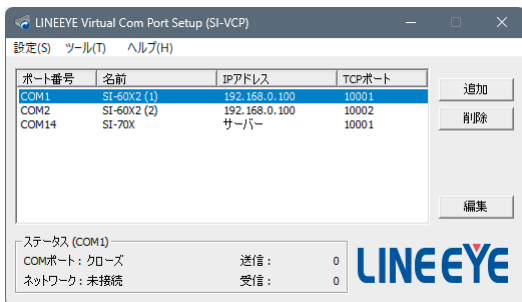 LINEEYE Virtual Com Port Setup (SI-VCP)
設定(S) ツール(T) ヘルプ(H)
ポート番号 名前 IPアドレス TCPポート
COM1 SI-60X2 (1) 192.168.0.100 10001
COM2 SI-60X2 (2) 192.168.0.100 10002
COM14 SI-70X サーバー 10001
追加
削除
編集
ステータス (COM1)
COMポート: クローズ 送信: 0
ネットワーク: 未接続 受信: 0
LINEEYE